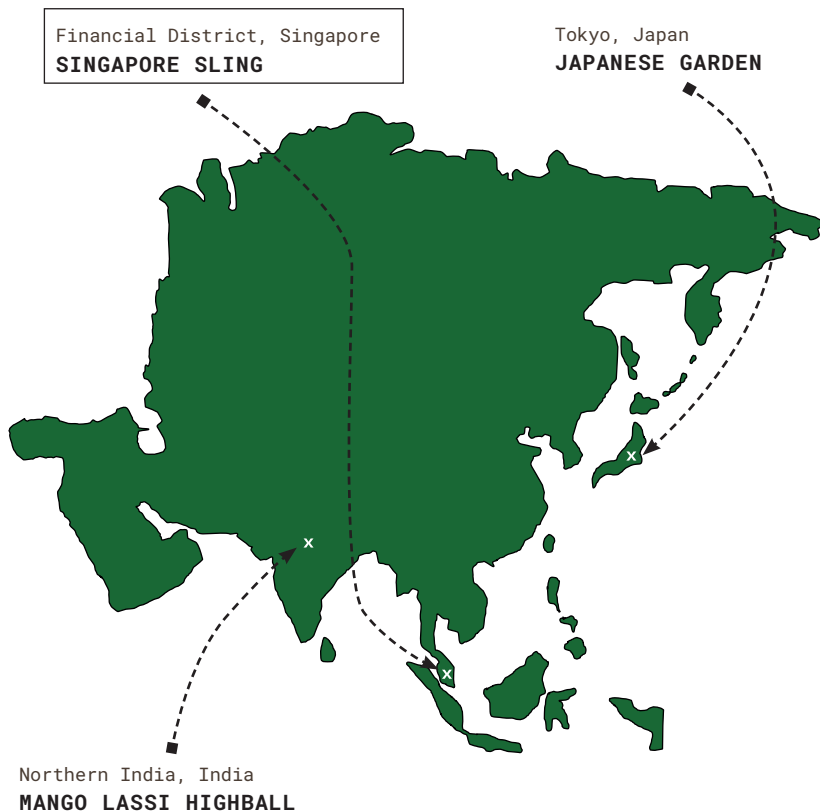 Financial District, Singapore
SINGAPORE SLING
Tokyo, Japan
JAPANESE GARDEN
x
x
x
Northern India, India
MANGO LASSI HIGHBALL